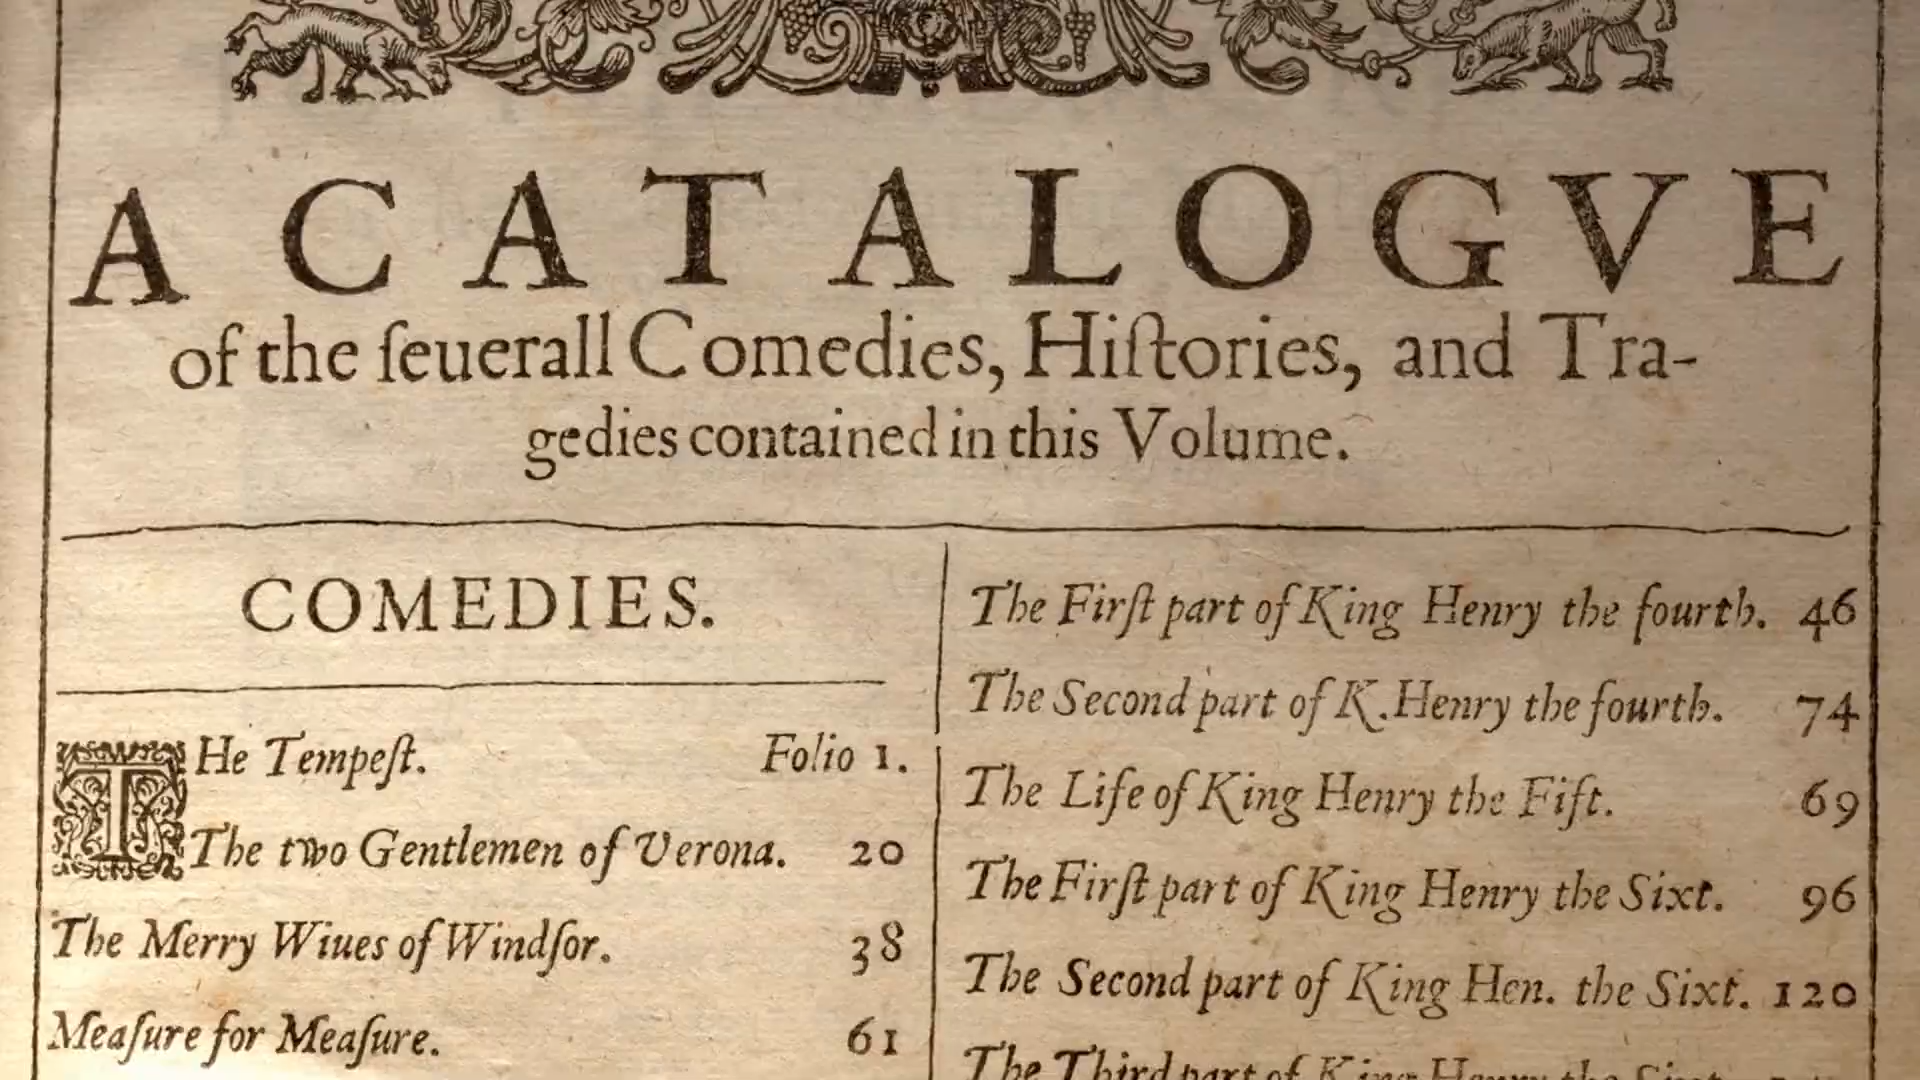 A CATALOGVE
of the ſeuerall Comedies, Hiſtories, and Tra-
gedies contained in this Volume.
COMEDIES.
THe Tempeſt. Folio 1.
The two Gentlemen of Verona. 20
The Merry Wiues of Windſor. 38
Meaſure for Meaſure. 61
The Firſt part of King Henry the fourth. 46
The Second part of K. Henry the fourth. 74
The Life of King Henry the Fift. 69
The Firſt part of King Henry the Sixt. 96
The Second part of King Hen. the Sixt. 120
The Third part of King Henry the Sixt.